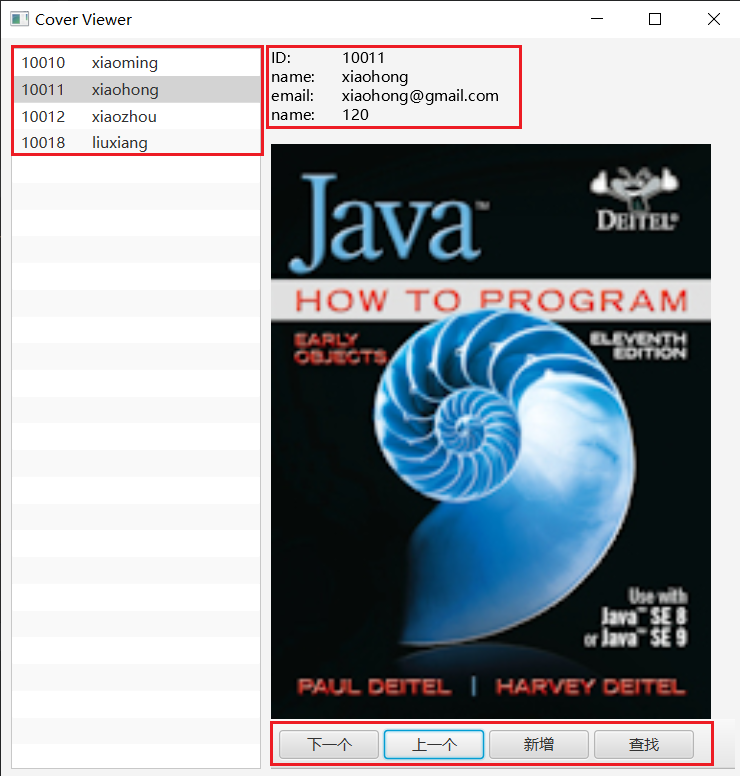 Cover Viewer
10010 xiaoming
10011 xiaohong
10012 xiaozhou
10018 liuxiang
ID: 10011
name: xiaohong
email: xiaohong@gmail.com
name: 120
Java™
DEITEL®
HOW TO PROGRAM
EARLY
OBJECTS
ELEVENTH
EDITION
Use with
Java™ SE 8
or Java™ SE 9
PAUL DEITEL | HARVEY DEITEL
下一个 上一个 新增 查找